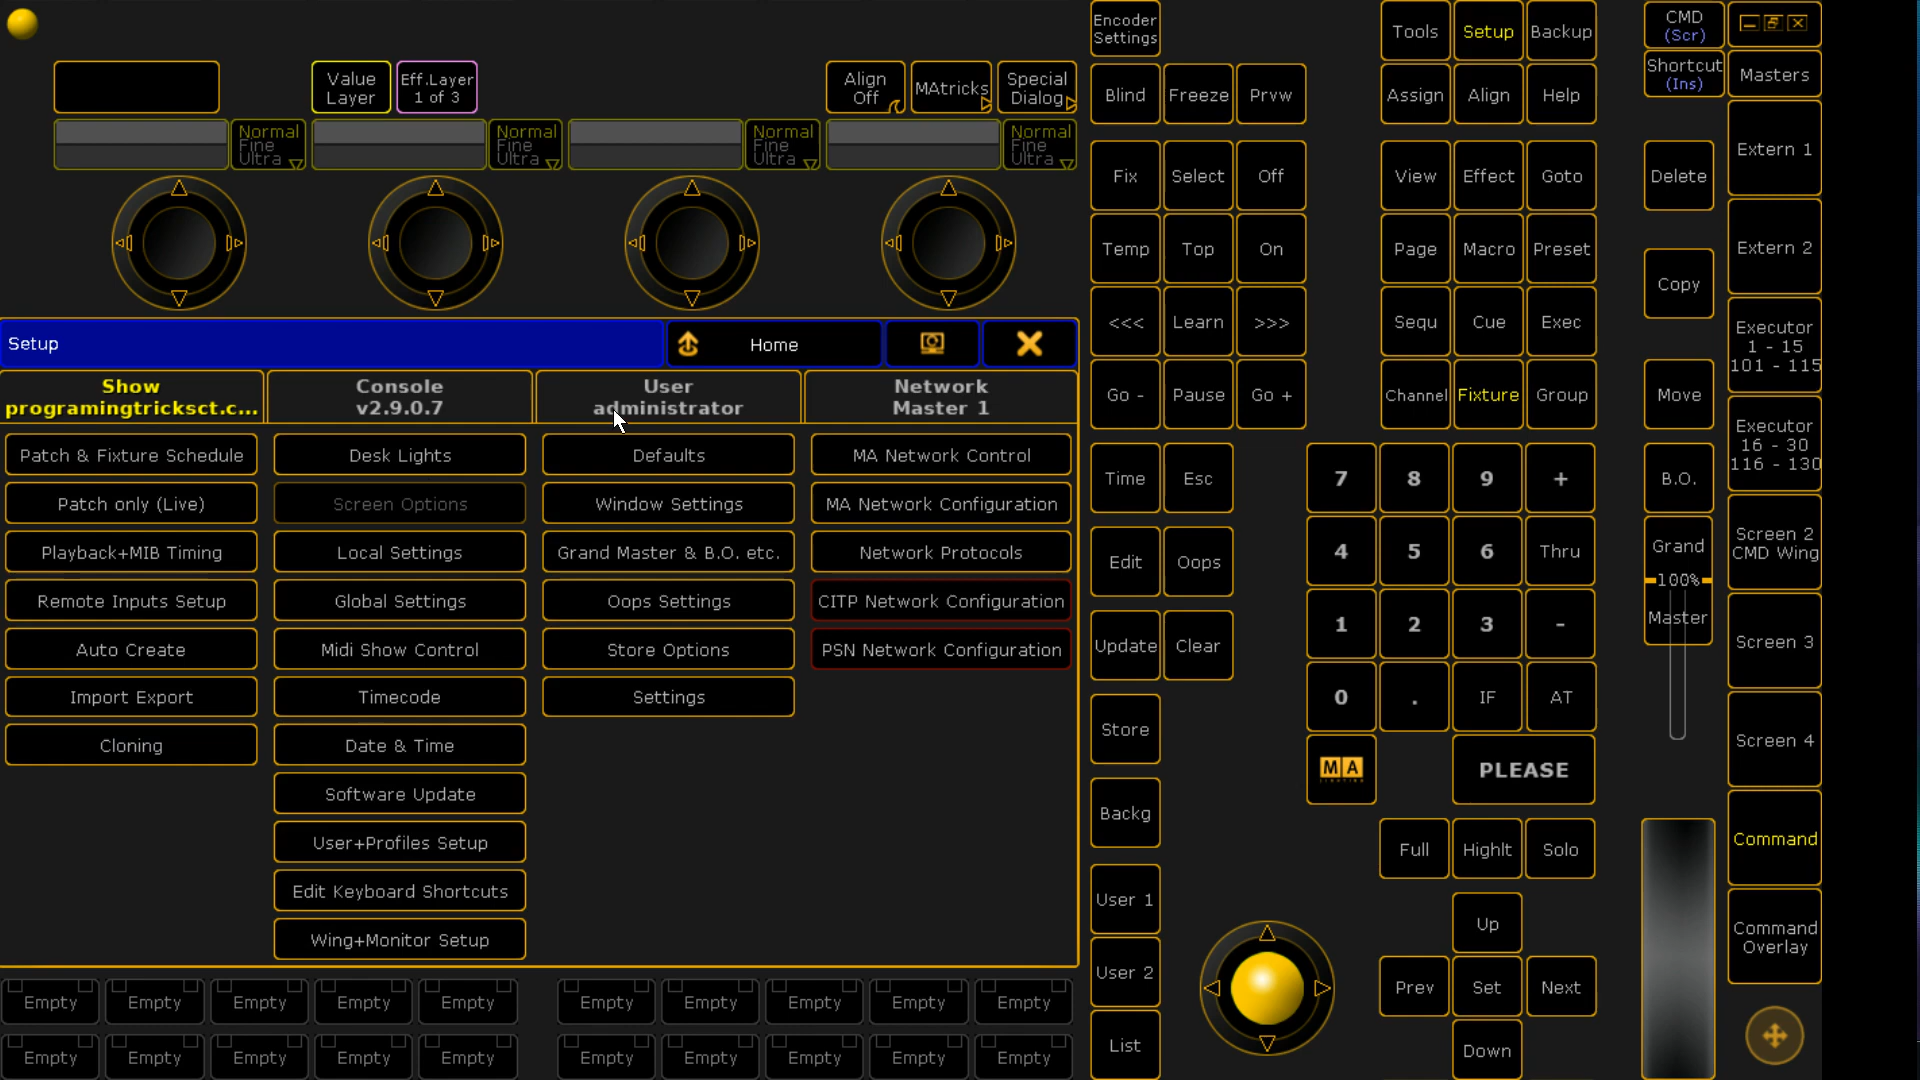 Value
Layer
Eff.Layer
1 of 3
Align
Off
MAtricks
Special
Dialog
Normal
Fine
Ultra
Normal
Fine
Ultra
Normal
Fine
Ultra
Normal
Fine
Ultra
Setup
Home
Show
programingtricksct.c...
Console
v2.9.0.7
User
administrator
Network
Master 1
Patch & Fixture Schedule
Desk Lights
Defaults
MA Network Control
Patch only (Live)
Screen Options
Window Settings
MA Network Configuration
Playback+MIB Timing
Local Settings
Grand Master & B.O. etc.
Network Protocols
Remote Inputs Setup
Global Settings
Oops Settings
CITP Network Configuration
Auto Create
Midi Show Control
Store Options
PSN Network Configuration
Import Export
Timecode
Settings
Cloning
Date & Time
Software Update
User+Profiles Setup
Edit Keyboard Shortcuts
Wing+Monitor Setup
Empty Empty Empty Empty Empty Empty Empty Empty Empty Empty
Empty Empty Empty Empty Empty Empty Empty Empty Empty Empty
Encoder
Settings
Tools Setup Backup
Blind Freeze Prvw
Assign Align Help
Fix Select Off
View Effect Goto
Temp Top On
Page Macro Preset
<<< Learn >>>
Sequ Cue Exec
Go - Pause Go +
Channel Fixture Group
Time Esc
7 8 9 +
Edit Oops
4 5 6 Thru
Update Clear
1 2 3 -
Store
0 . IF AT
MA
PLEASE
Backg
Full Highlt Solo
User 1
Up
User 2
Prev Set Next
List
Down
CMD
(Scr)
Shortcut
(Ins)
Delete
Copy
Move
B.O.
Grand
100%
Master
Masters
Extern 1
Extern 2
Executor
1 - 15
101 - 115
Executor
16 - 30
116 - 130
Screen 2
CMD Wing
Screen 3
Screen 4
Command
Command
Overlay